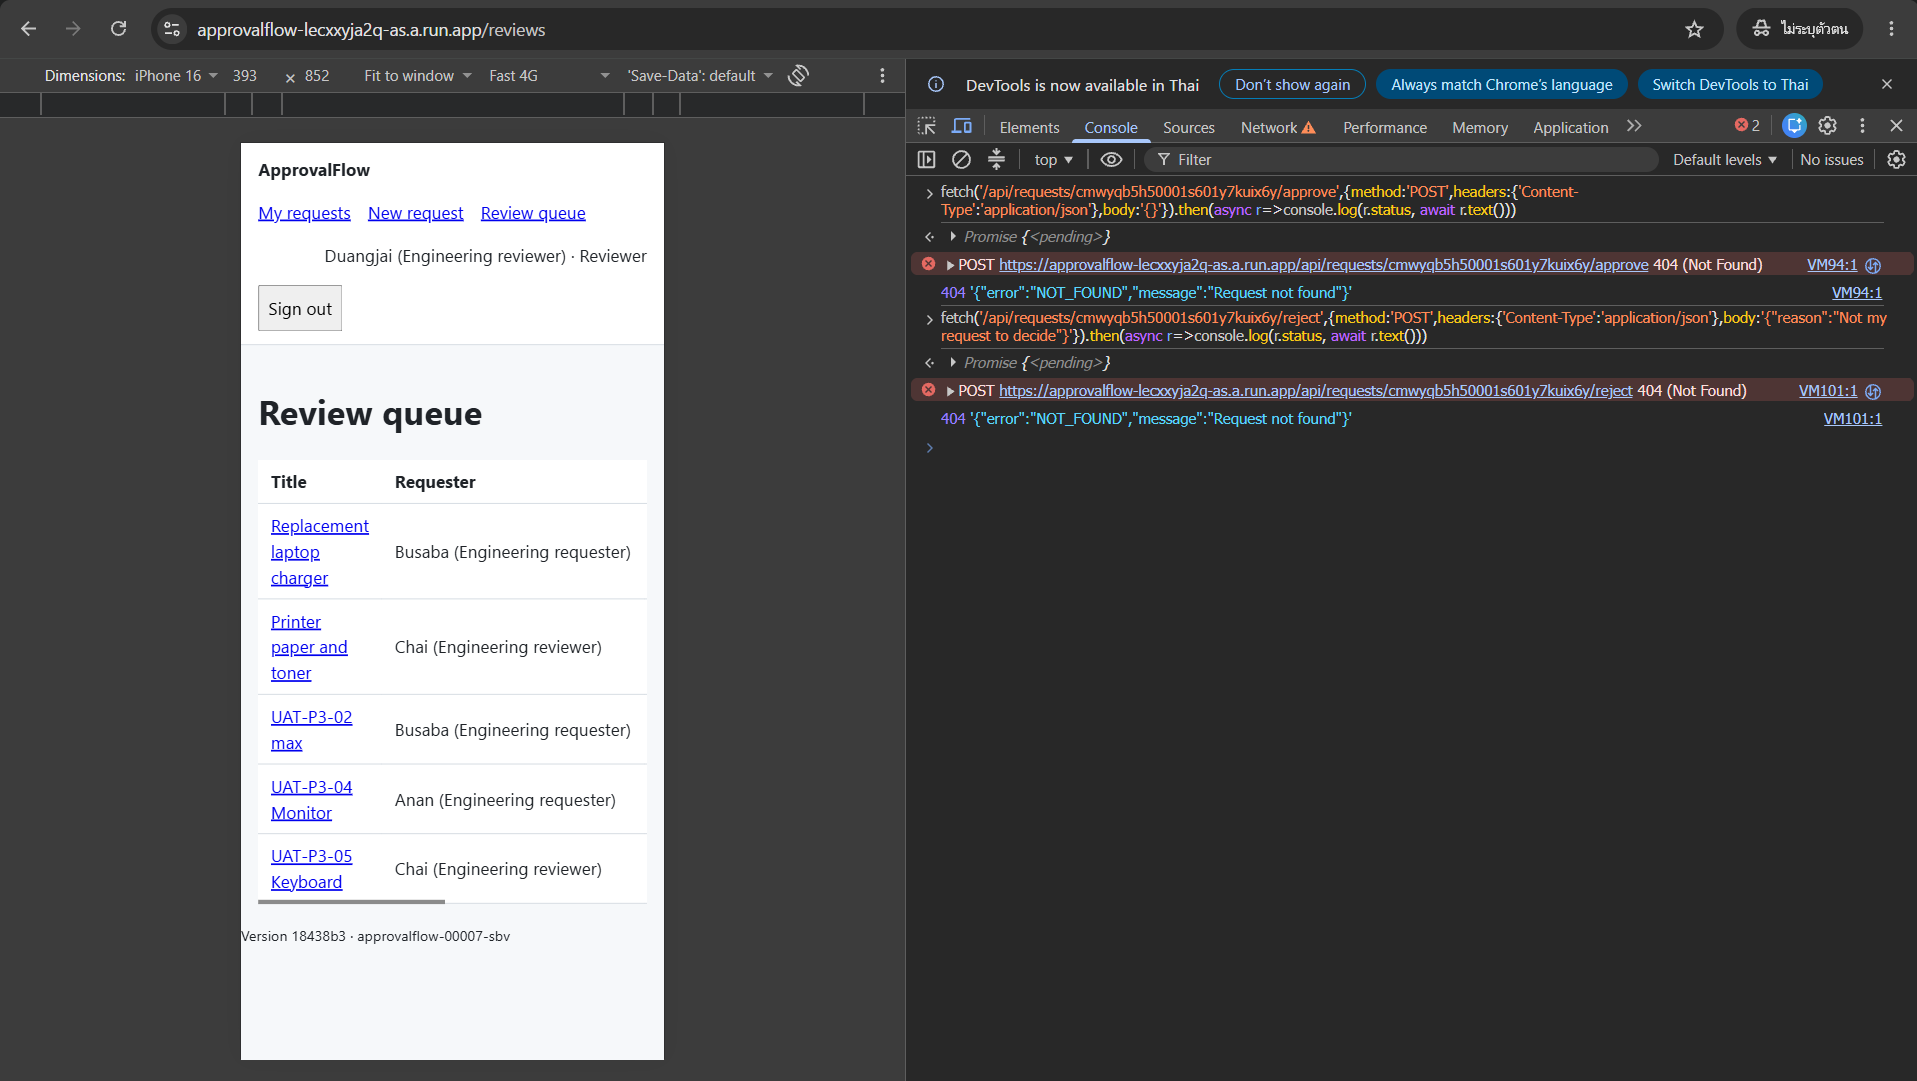 approvalflow-lecxxyja2q-as.a.run.app/reviews
ไม่ระบุตัวตน
Dimensions: iPhone 16 393 × 852 Fit to window Fast 4G 'Save-Data': default
ApprovalFlow
My requests New request Review queue
Duangjai (Engineering reviewer) · Reviewer
Sign out
Review queue
Title Requester
Replacement laptop charger
Busaba (Engineering requester)
Printer paper and toner
Chai (Engineering reviewer)
UAT-P3-02 max
Busaba (Engineering requester)
UAT-P3-04 Monitor
Anan (Engineering requester)
UAT-P3-05 Keyboard
Chai (Engineering reviewer)
Version 18438b3 · approvalflow-00007-sbv
DevTools is now available in Thai Don't show again Always match Chrome's language Switch DevTools to Thai
Elements Console Sources Network Performance Memory Application 2
top Filter Default levels No issues
fetch('/api/requests/cmwyqb5h50001s601y7kuix6y/approve',{method:'POST',headers:{'Content-
Type':'application/json'},body:'{}'}).then(async r=>console.log(r.status, await r.text()))
Promise {<pending>}
POST https://approvalflow-lecxxyja2q-as.a.run.app/api/requests/cmwyqb5h50001s601y7kuix6y/approve 404 (Not Found) VM94:1
404 '{"error":"NOT_FOUND","message":"Request not found"}' VM94:1
fetch('/api/requests/cmwyqb5h50001s601y7kuix6y/reject',{method:'POST',headers:{'Content-Type':'application/json'},body:'{"reason":"Not my
request to decide"}'}).then(async r=>console.log(r.status, await r.text()))
Promise {<pending>}
POST https://approvalflow-lecxxyja2q-as.a.run.app/api/requests/cmwyqb5h50001s601y7kuix6y/reject 404 (Not Found) VM101:1
404 '{"error":"NOT_FOUND","message":"Request not found"}' VM101:1